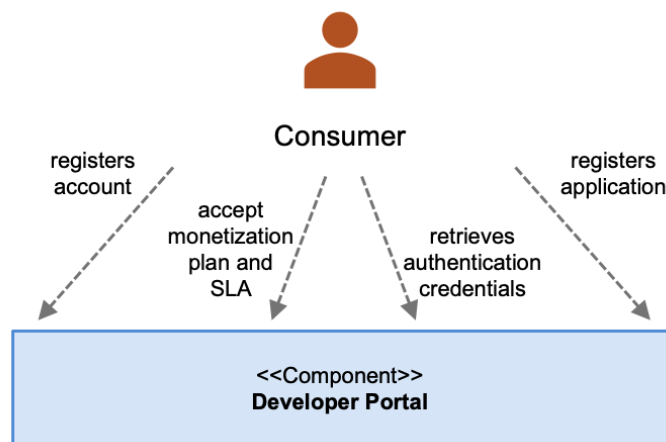 Consumer
registers
account
accept
monetization
plan and
SLA
retrieves
authentication
credentials
registers
application
<<Component>>
Developer Portal